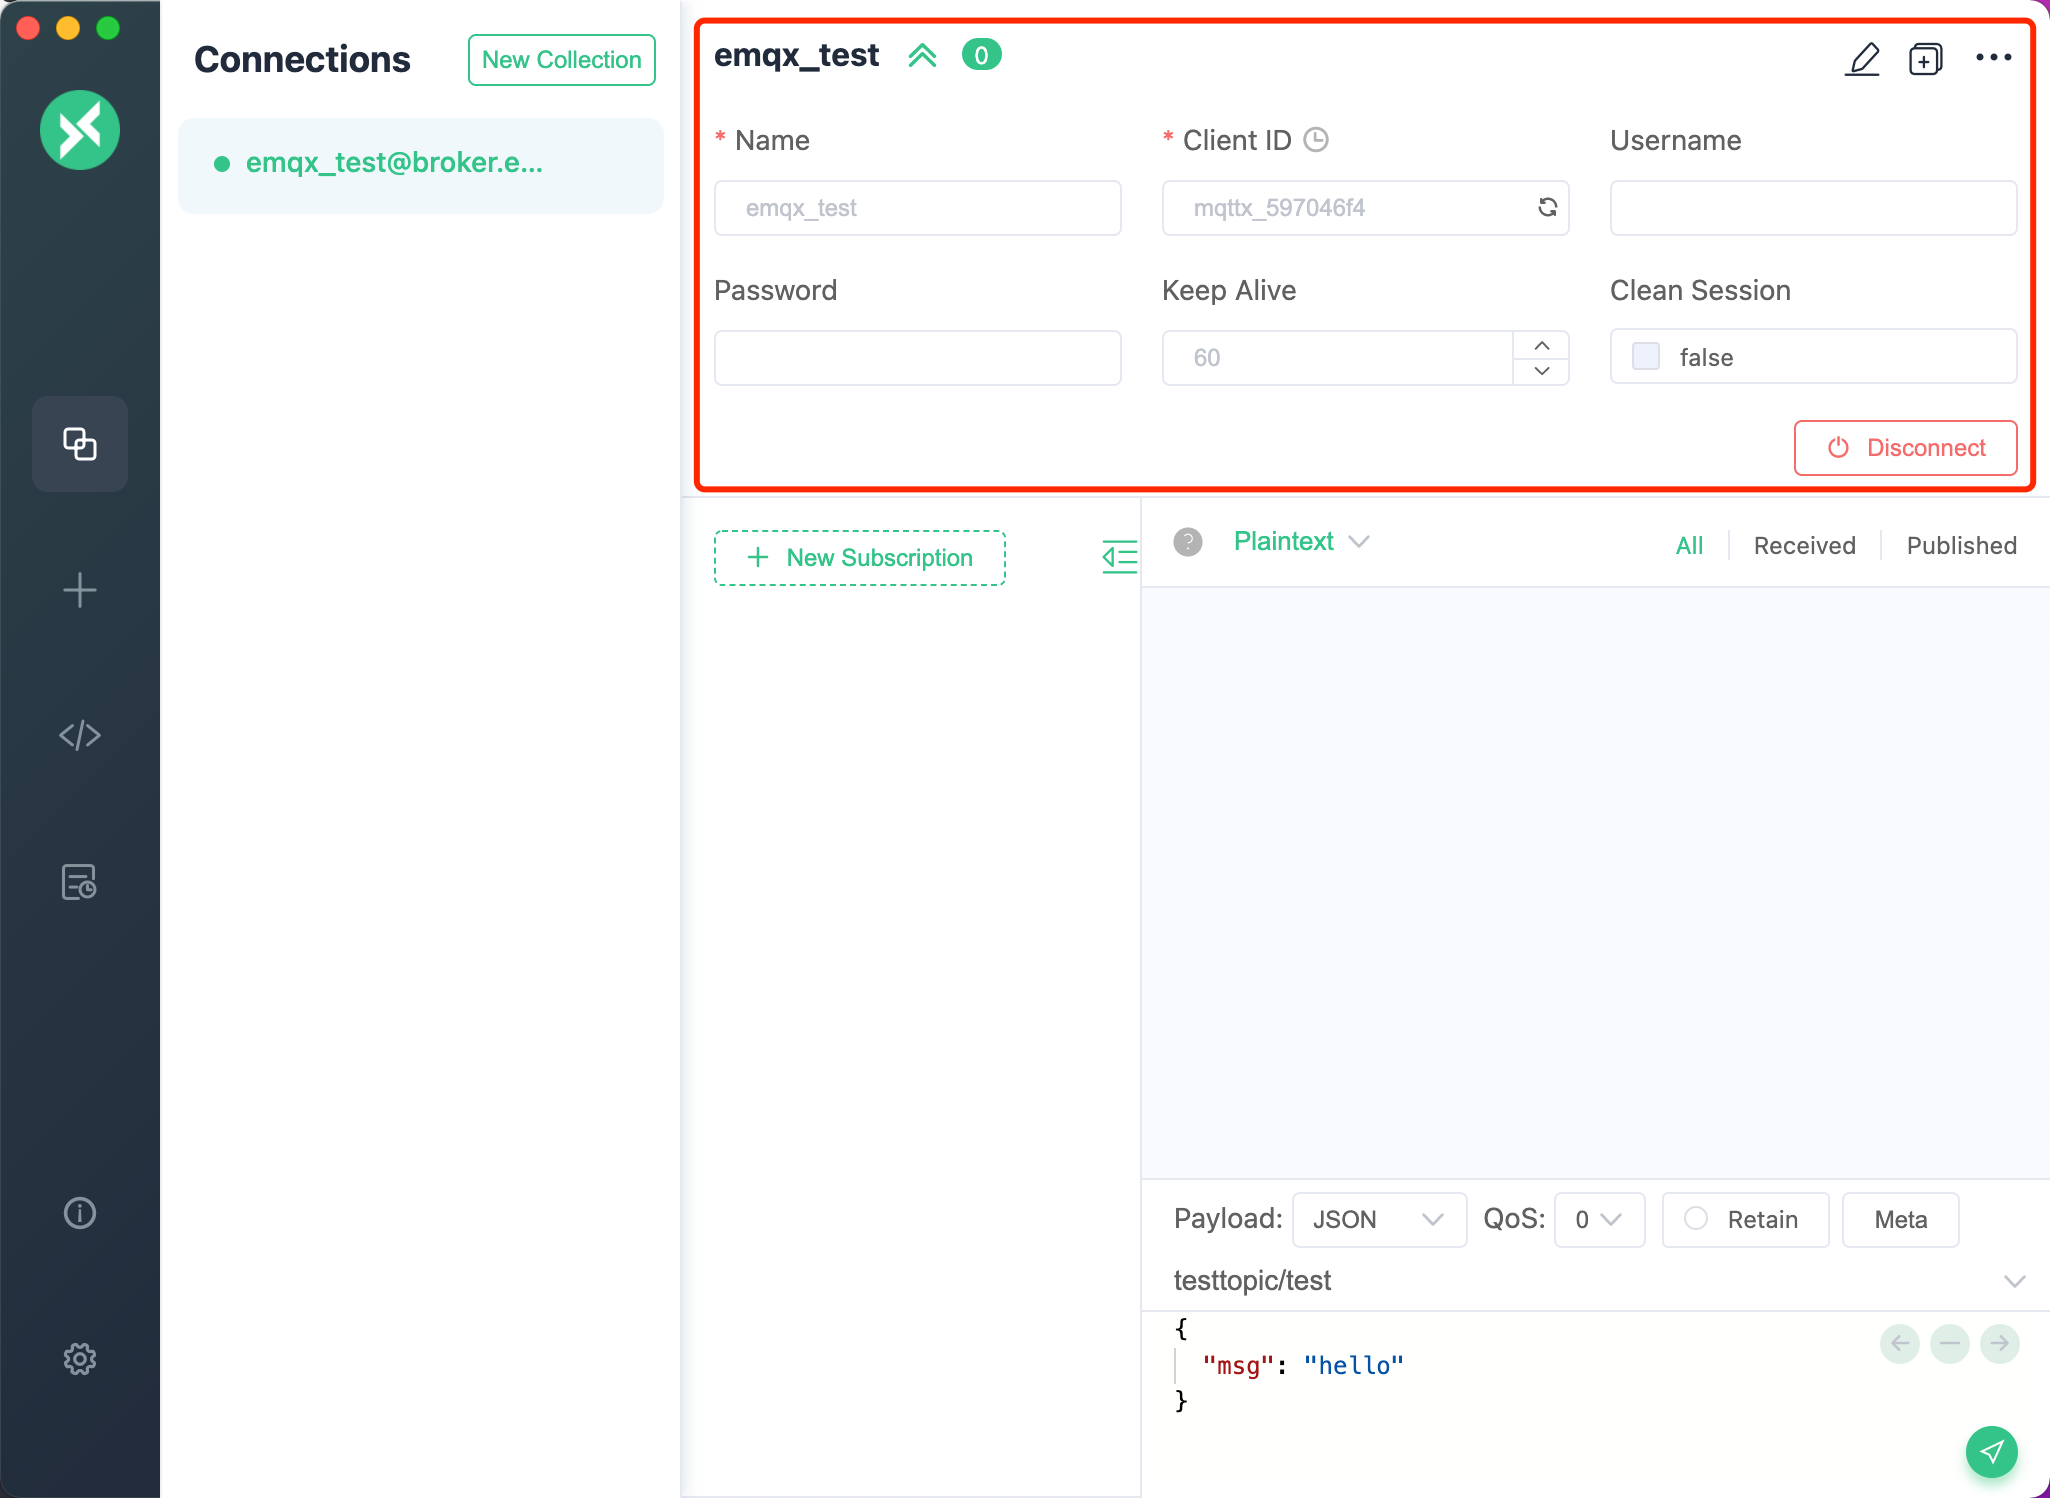 Connections
New Collection
emqx_test@broker.e...
emqx_test 0
* Name
* Client ID
Username
emqx_test
mqttx_597046f4
Password
Keep Alive
Clean Session
60
false
Disconnect
New Subscription
? Plaintext
All
Received
Published
Payload: JSON QoS: 0 Retain Meta
testtopic/test
{
"msg": "hello"
}